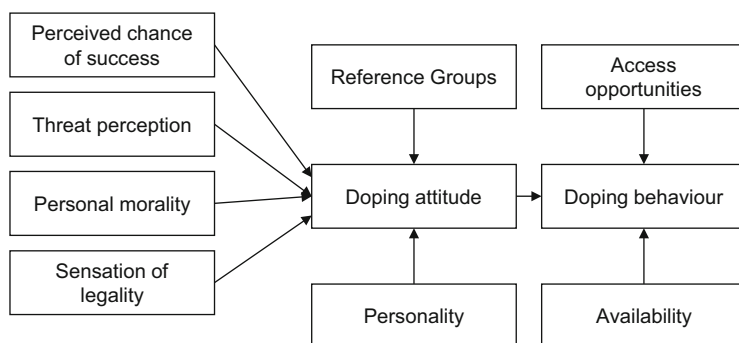 Perceived chance
of success
Threat perception
Personal morality
Sensation of
legality
Reference Groups
Doping attitude
Personality
Access
opportunities
Doping behaviour
Availability